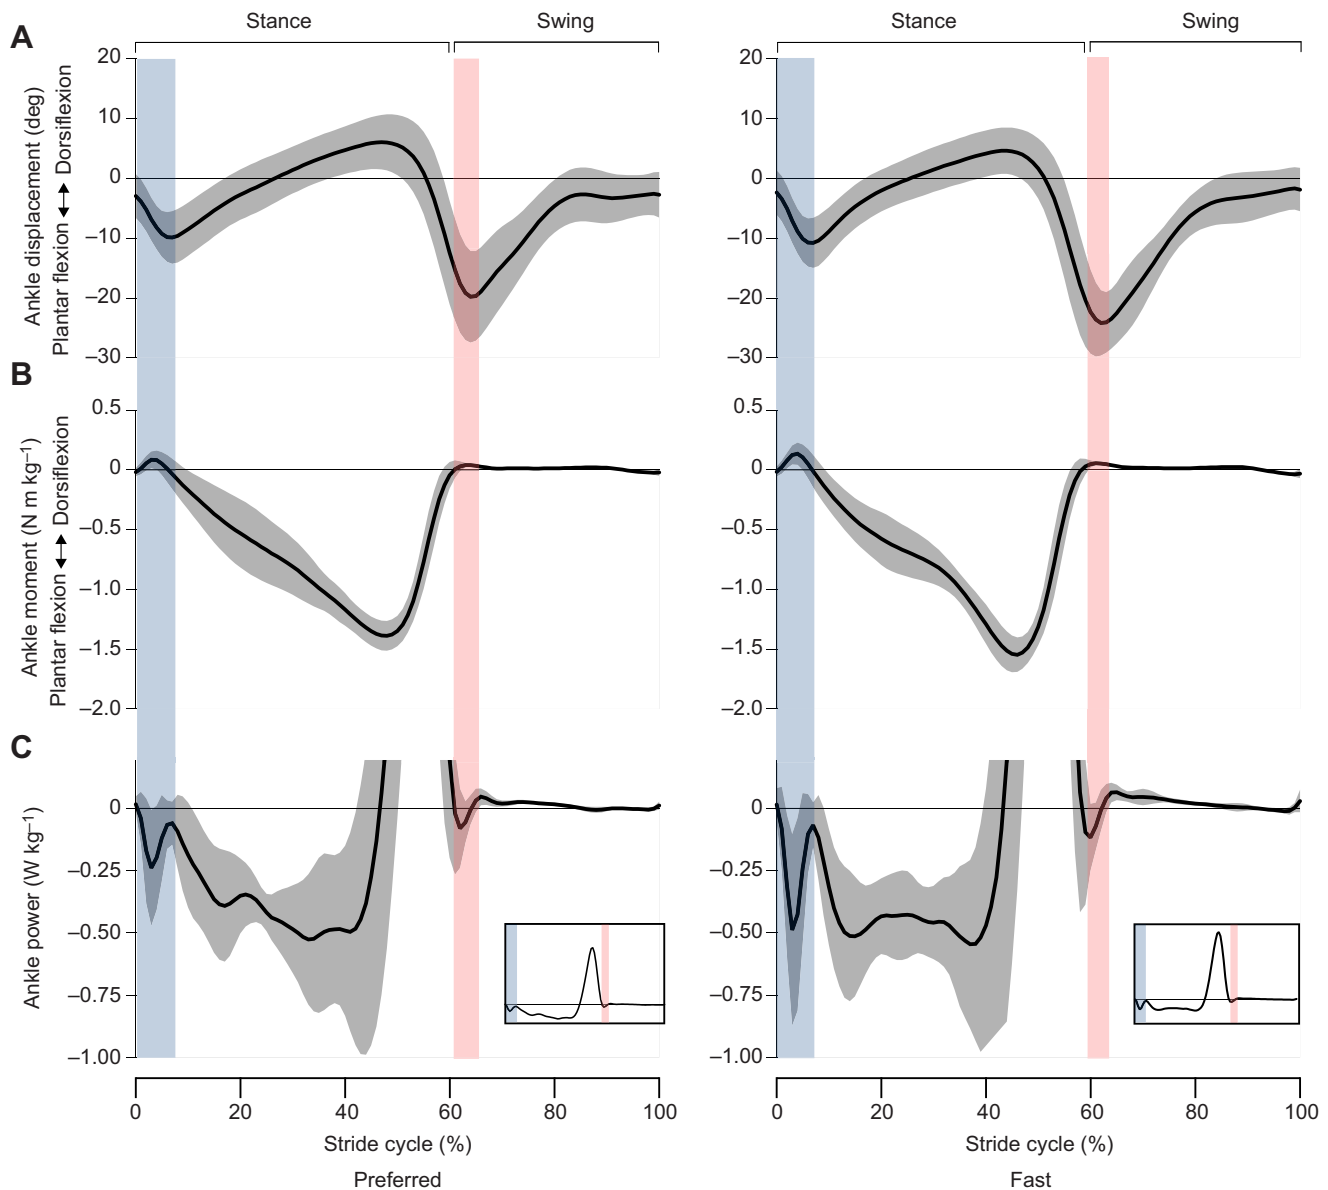 Stance Swing Stance Swing
A
Ankle displacement (deg)
Plantar flexion ↔ Dorsiflexion
20 20
10 10
0 0
–10 –10
–20 –20
–30 –30
B
Ankle moment (N m kg–1)
Plantar flexion ↔ Dorsiflexion
0.5 0.5
0 0
–0.5 –0.5
–1.0 –1.0
–1.5 –1.5
–2.0 –2.0
C
Ankle power (W kg–1)
0 0
–0.25 –0.25
–0.50 –0.50
–0.75 –0.75
–1.00 –1.00
0 20 40 60 80 100 0 20 40 60 80 100
Stride cycle (%) Stride cycle (%)
Preferred Fast